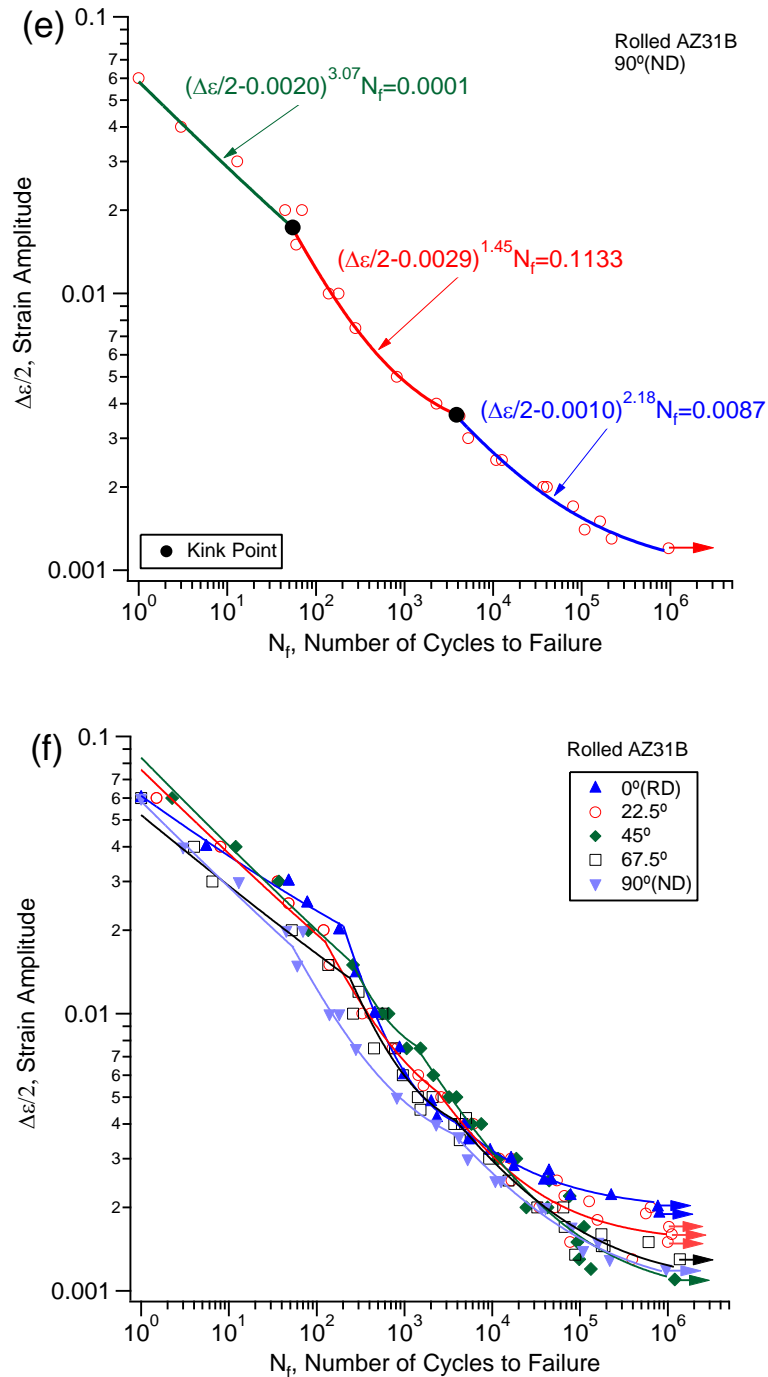 (e)
0.1
Rolled AZ31B
90º(ND)
6
(Δε/2-0.0020)^3.07 N_f=0.0001
4
3
2
(Δε/2-0.0029)^1.45 N_f=0.1133
0.01
7
6
5
4
(Δε/2-0.0010)^2.18 N_f=0.0087
3
2
Kink Point
0.001
Δε/2, Strain Amplitude
10^0 10^1 10^2 10^3 10^4 10^5 10^6
N_f, Number of Cycles to Failure
(f)
0.1
Rolled AZ31B
0º(RD)
22.5º
45º
67.5º
90º(ND)
6
5
4
3
2
0.01
7
6
5
4
3
2
0.001
Δε/2, Strain Amplitude
10^0 10^1 10^2 10^3 10^4 10^5 10^6
N_f, Number of Cycles to Failure